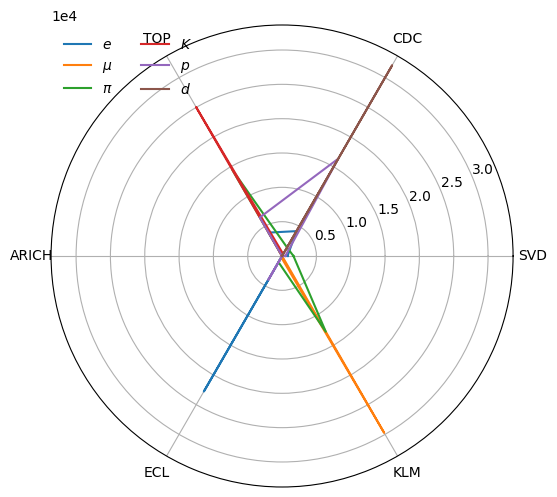 1e4
e K
μ p
π d
TOP
CDC
3.0
2.5
2.0
1.5
1.0
0.5
ARICH
SVD
ECL
KLM